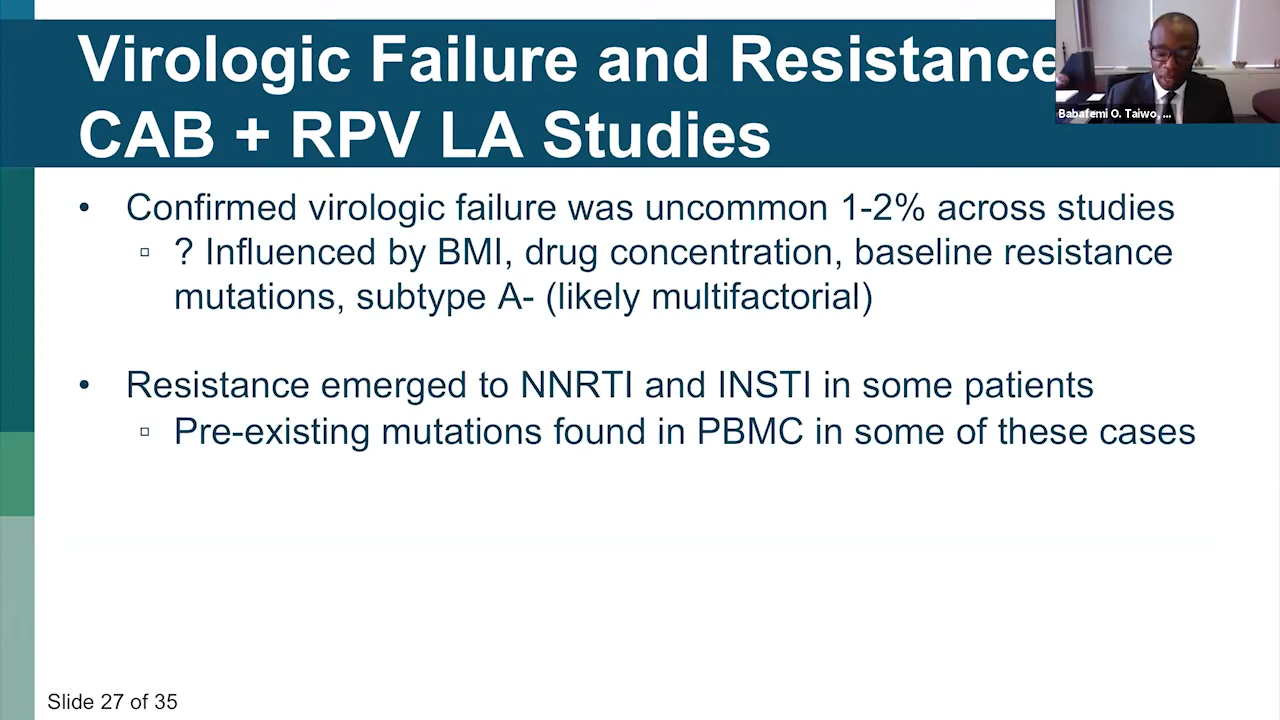 Virologic Failure and Resistance
CAB + RPV LA Studies
Babafemi O. Taiwo, ...
• Confirmed virologic failure was uncommon 1-2% across studies
▫ ? Influenced by BMI, drug concentration, baseline resistance
mutations, subtype A- (likely multifactorial)
• Resistance emerged to NNRTI and INSTI in some patients
▫ Pre-existing mutations found in PBMC in some of these cases
Slide 27 of 35